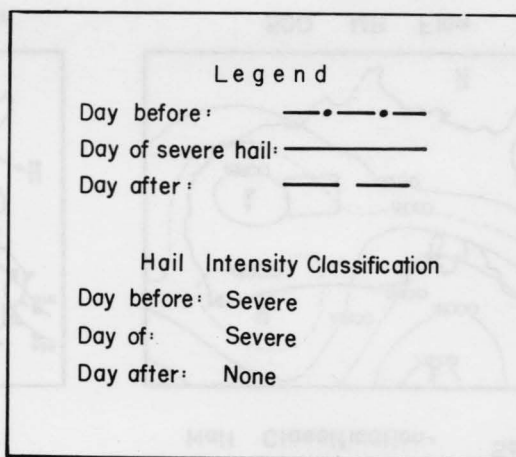 Legend
Day before:
Day of severe hail:
Day after:
Hail Intensity Classification
Day before: Severe
Day of: Severe
Day after: None